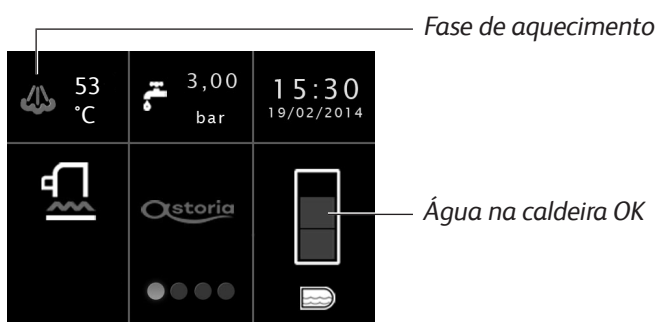 Fase de aquecimento
53
°C
3,00
bar
15:30
19/02/2014
astoria
Água na caldeira OK